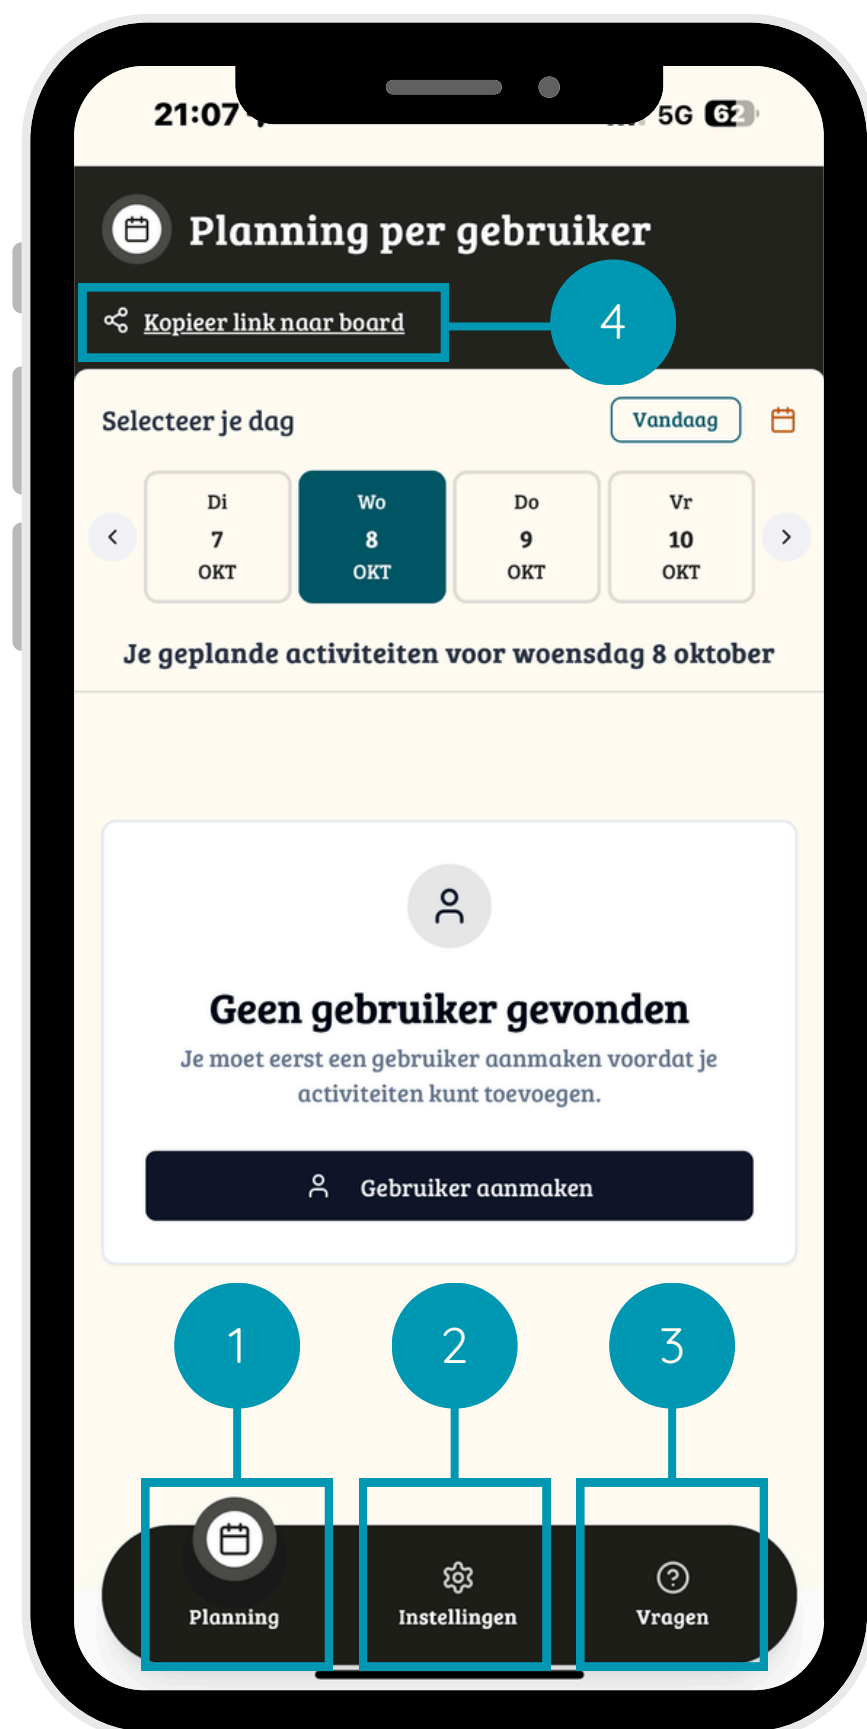 21:07
5G 62
Planning per gebruiker
Kopieer link naar board
4
Selecteer je dag
Vandaag
Di
7
OKT
Wo
8
OKT
Do
9
OKT
Vr
10
OKT
Je geplande activiteiten voor woensdag 8 oktober
Geen gebruiker gevonden
Je moet eerst een gebruiker aanmaken voordat je
activiteiten kunt toevoegen.
Gebruiker aanmaken
1
2
3
Planning
Instellingen
Vragen